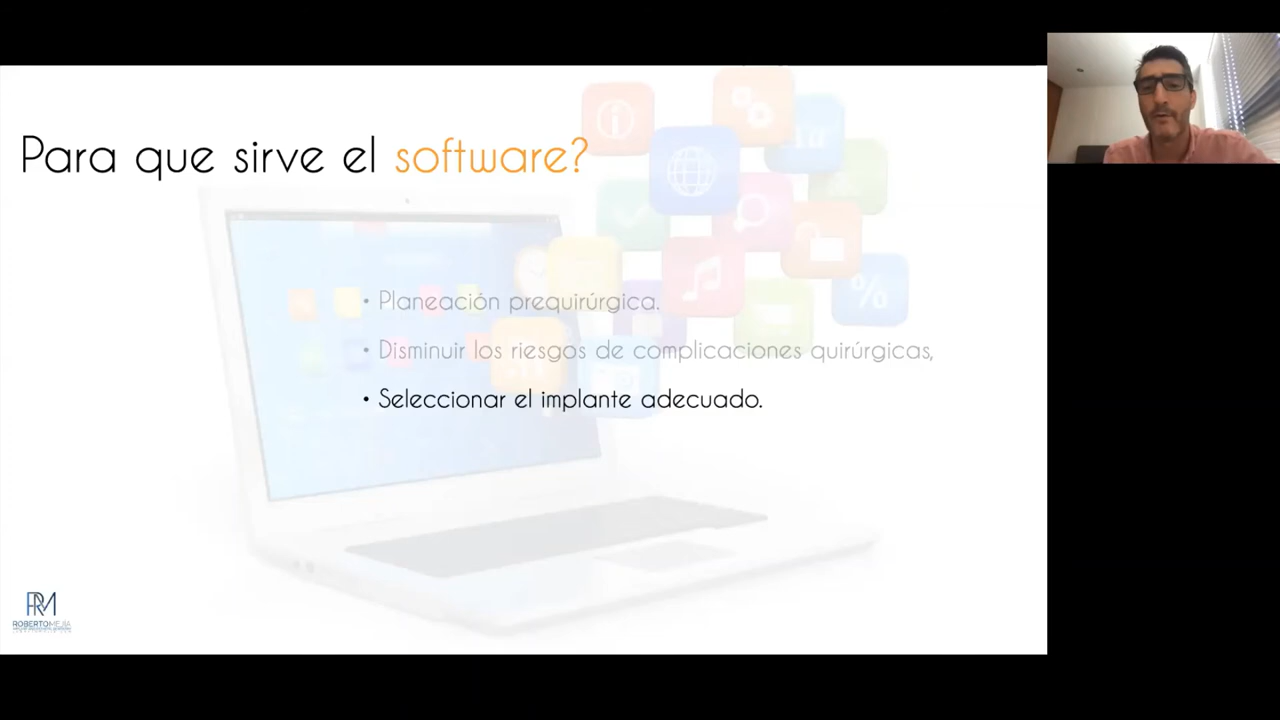 Para que sirve el software?
• Planeación prequirúrgica.
• Disminuir los riesgos de complicaciones quirúrgicas,
• Seleccionar el implante adecuado.
RM
ROBERTOMEJIA